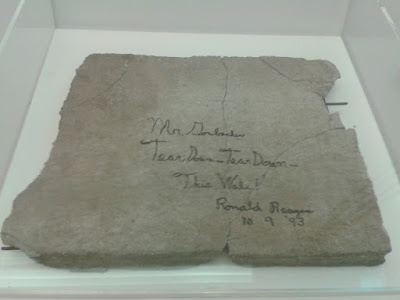 Mr. Gorbachev
Tear Down - Tear Down -
This Wall!
Ronald Reagan
10 9 93